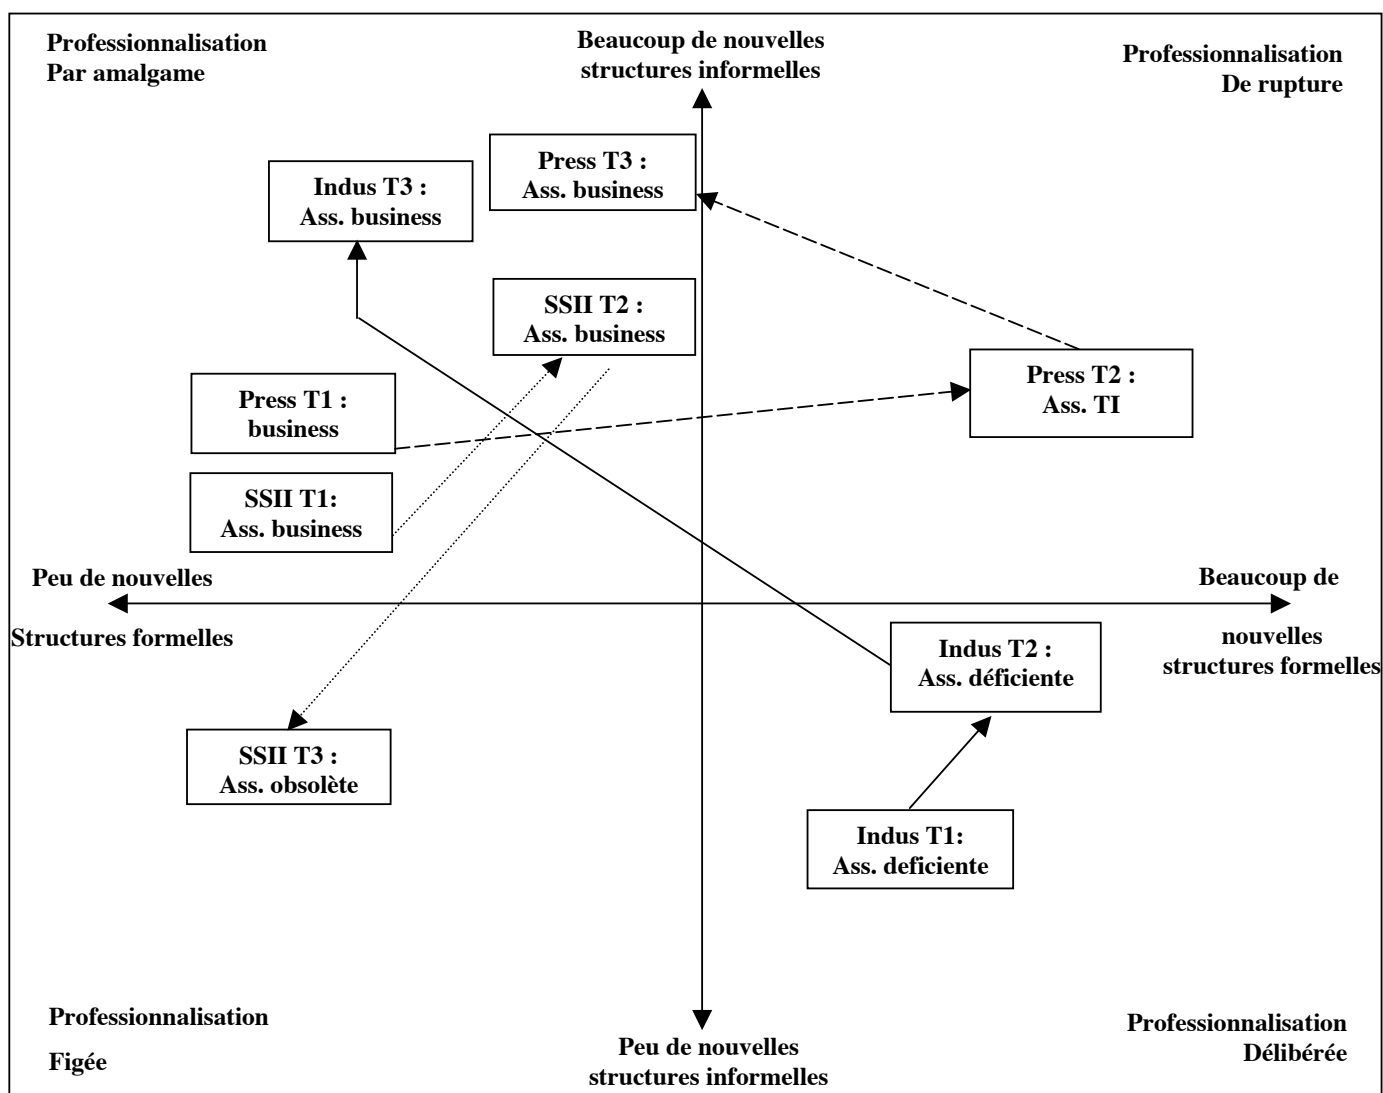 Professionnalisation
Par amalgame
Beaucoup de nouvelles
structures informelles
Professionnalisation
De rupture
Press T3 :
Ass. business
Indus T3 :
Ass. business
SSII T2 :
Ass. business
Press T2 :
Ass. TI
Press T1 :
business
SSII T1:
Ass. business
Peu de nouvelles
Structures formelles
Beaucoup de
nouvelles
structures formelles
Indus T2 :
Ass. déficiente
SSII T3 :
Ass. obsolète
Indus T1:
Ass. deficiente
Professionnalisation
Figée
Peu de nouvelles
structures informelles
Professionnalisation
Délibérée